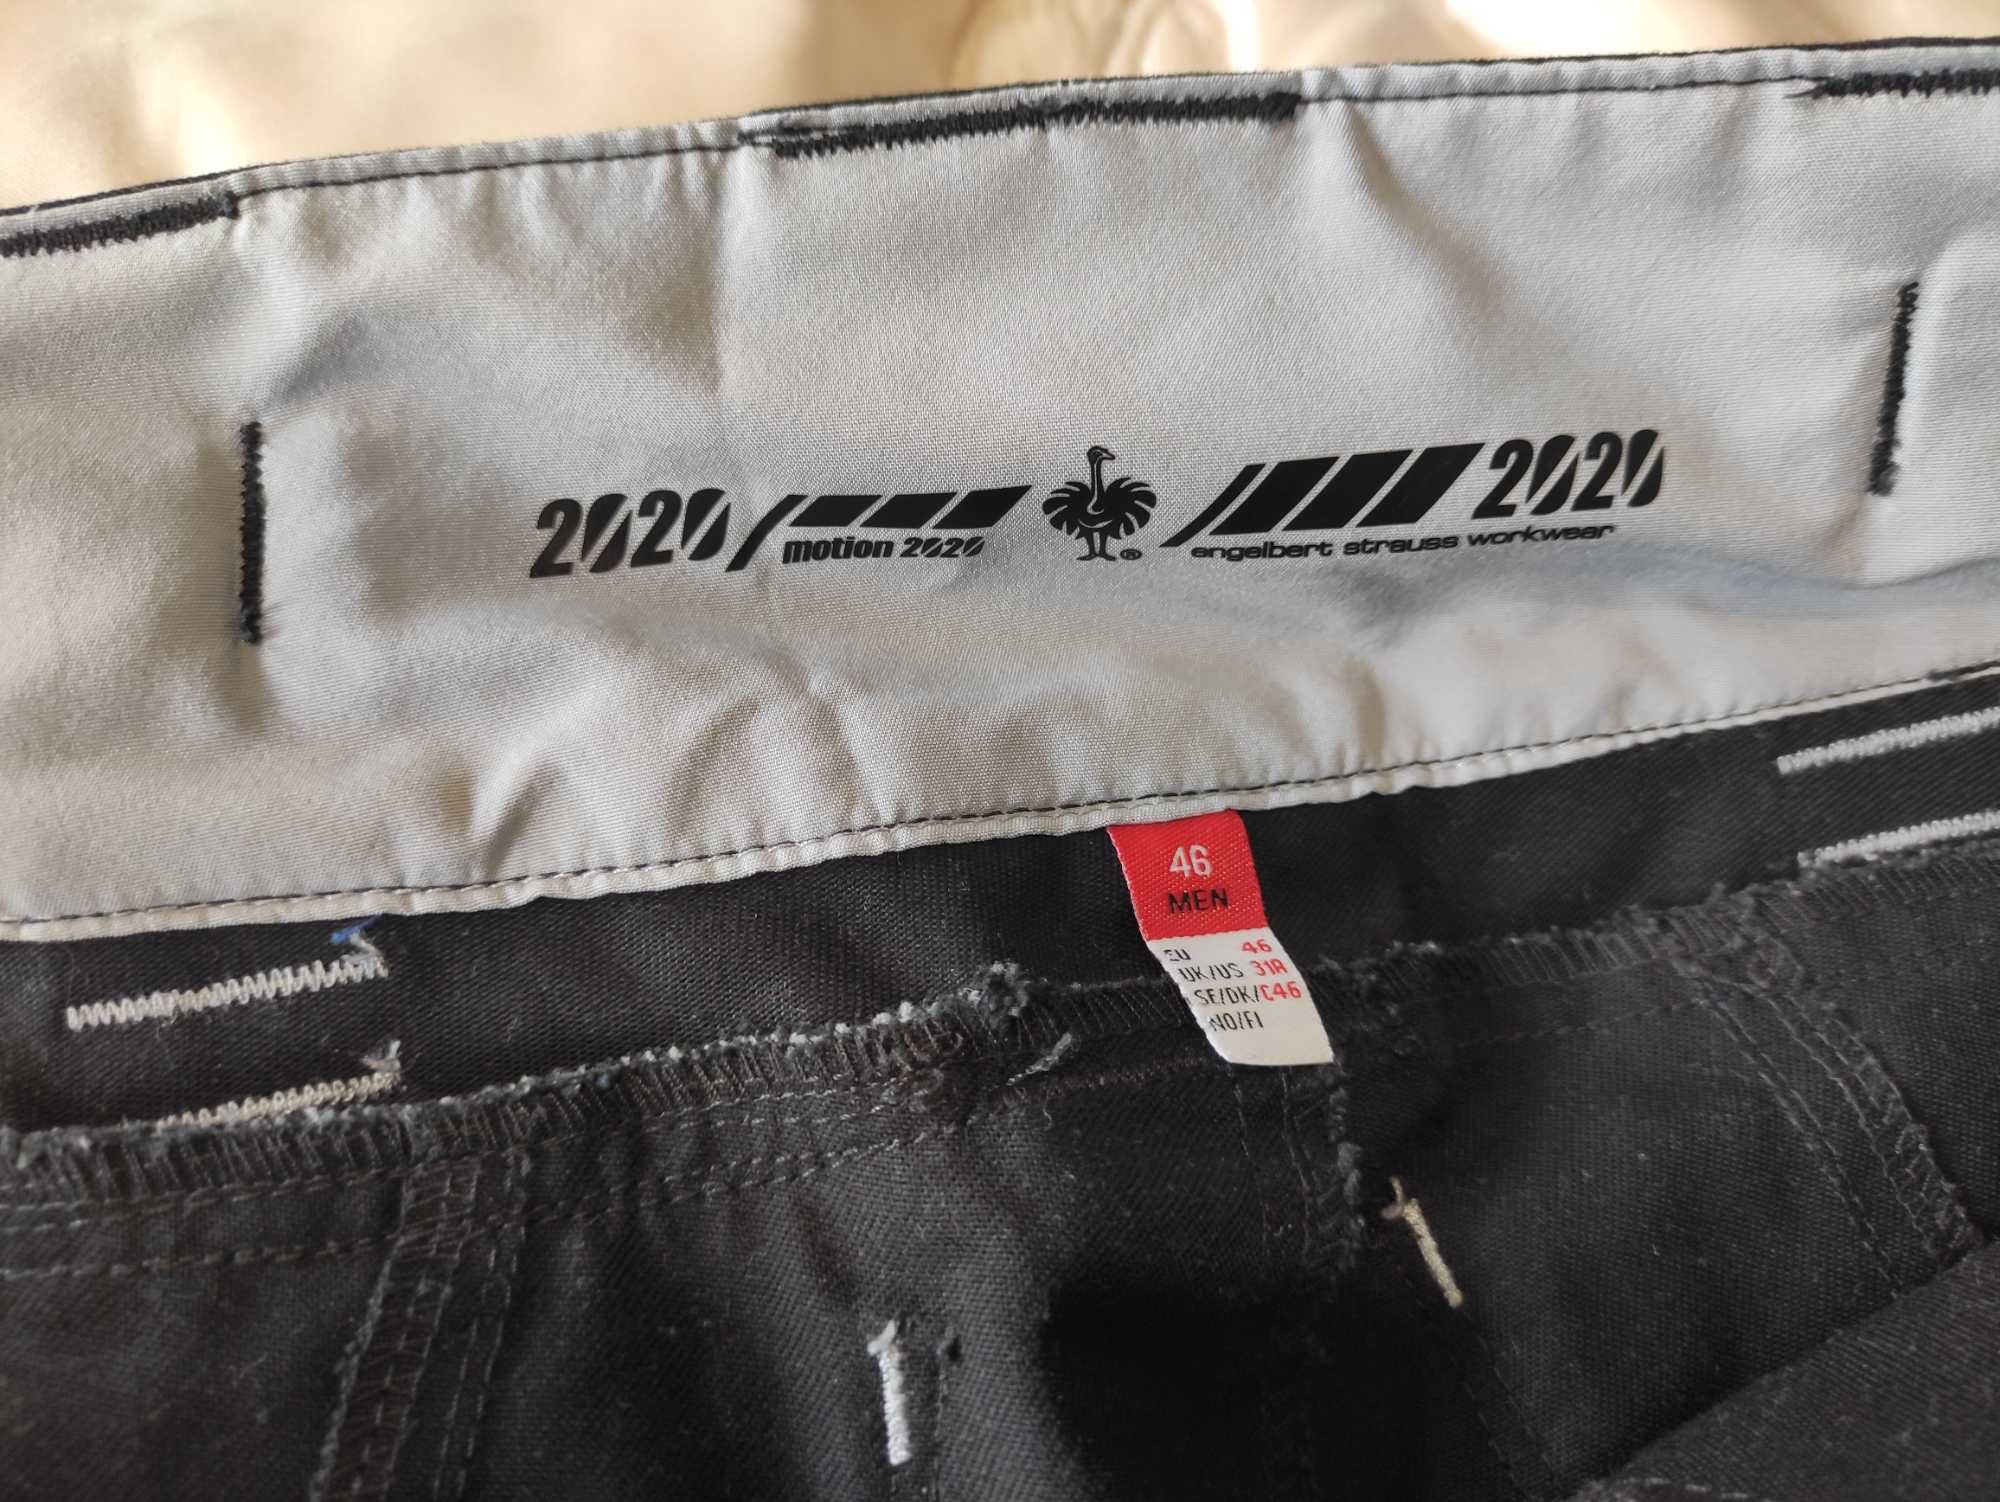 2020
motion 2020
®
2020
engelbert strauss workwear
46
MEN
EU 46
UK/US 31R
SE/DK/ C46
NO/FI